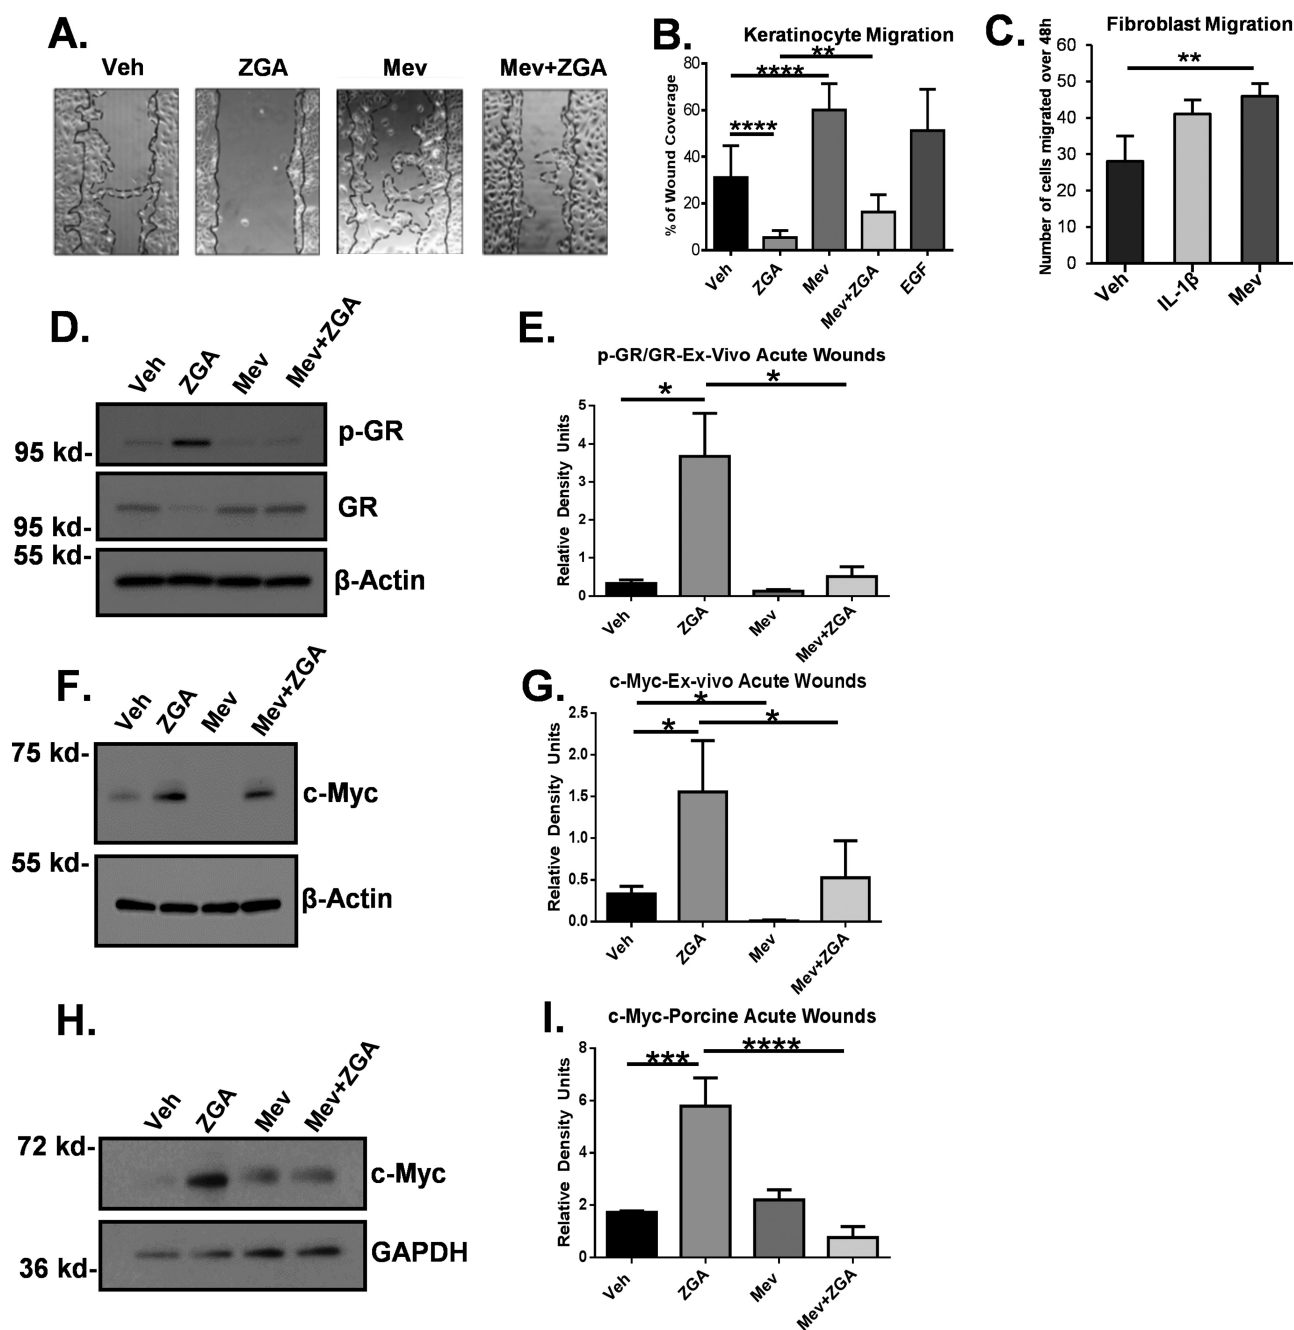 A.
Veh ZGA Mev Mev+ZGA
B.
Keratinocyte Migration
% of Wound Coverage
80
60
40
20
0
**
****
****
Veh ZGA Mev Mev+ZGA EGF
C.
Fibroblast Migration
Number of cells migrated over 48h
60
50
40
30
20
10
0
**
Veh IL-1β Mev
D.
Veh ZGA Mev Mev+ZGA
p-GR
95 kd-
GR
95 kd-
55 kd-
β-Actin
E.
p-GR/GR-Ex-Vivo Acute Wounds
Relative Density Units
5
4
3
2
1
0
*
*
Veh ZGA Mev Mev+ZGA
F.
Veh ZGA Mev Mev+ZGA
75 kd-
c-Myc
55 kd-
β-Actin
G.
c-Myc-Ex-vivo Acute Wounds
Relative Density Units
2.5
2.0
1.5
1.0
0.5
0.0
*
*
*
Veh ZGA Mev Mev+ZGA
H.
Veh ZGA Mev Mev+ZGA
72 kd-
c-Myc
GAPDH
36 kd-
I.
c-Myc-Porcine Acute Wounds
Relative Density Units
8
6
4
2
0
***
****
Veh ZGA Mev Mev+ZGA